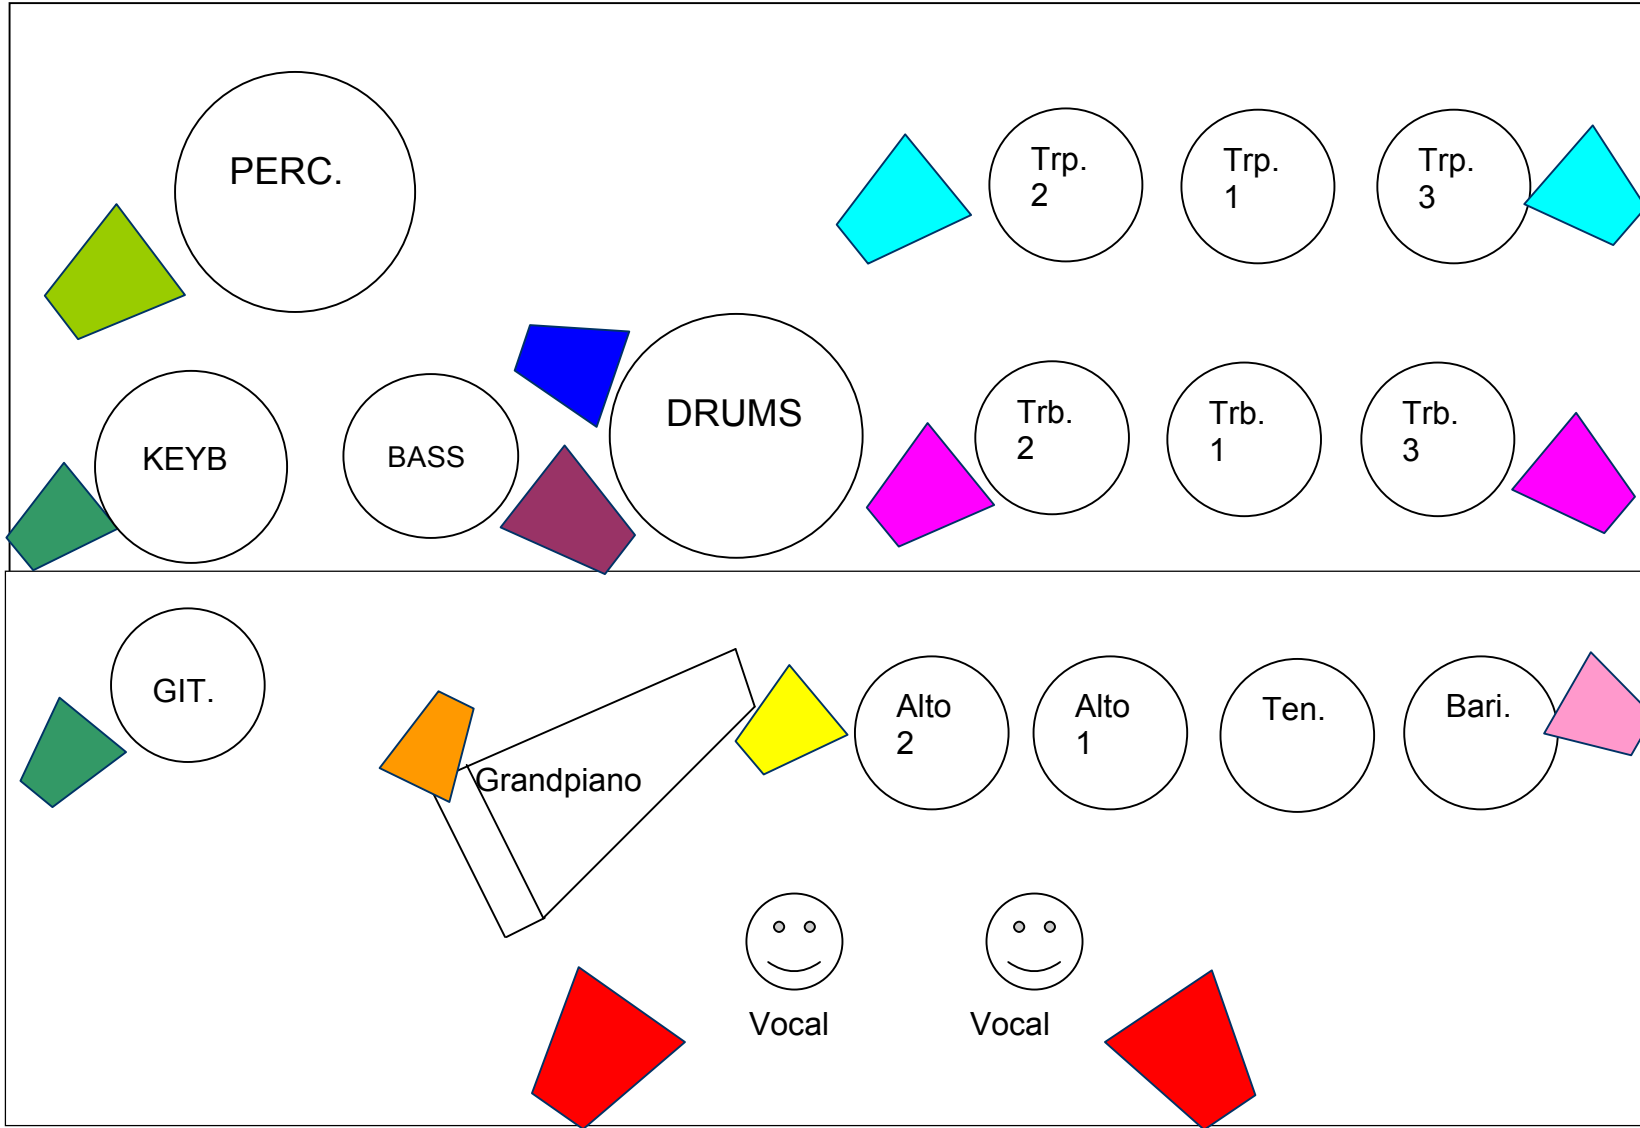 PERC.
Trp.
2
Trp.
1
Trp.
3
KEYB
BASS
DRUMS
Trb.
2
Trb.
1
Trb.
3
GIT.
Grandpiano
Alto
2
Alto
1
Ten.
Bari.
Vocal
Vocal